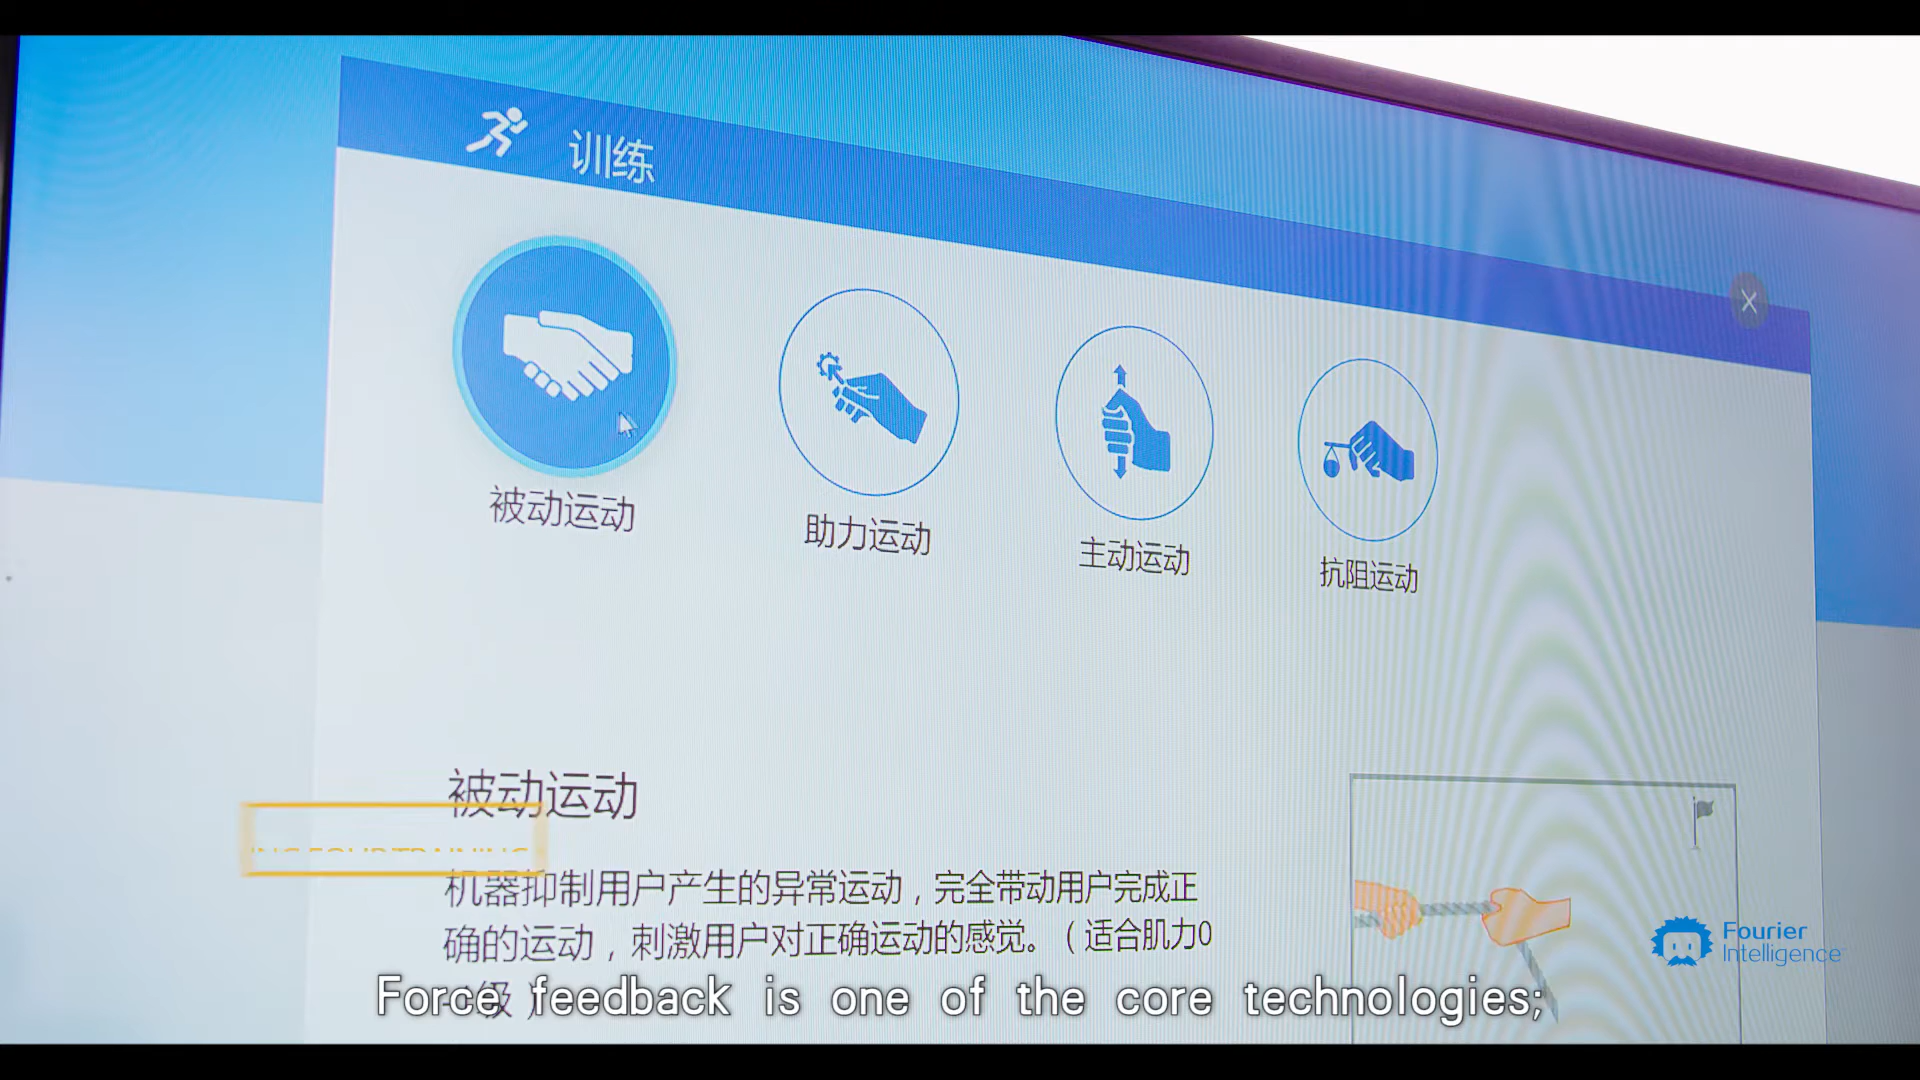 训练
X
被动运动
助力运动
主动运动
抗阻运动
被动运动
机器抑制用户产生的异常运动，完全带动用户完成正
确的运动，刺激用户对正确运动的感觉。（适合肌力0
级）
Force feedback is one of the core technologies;
Fourier
Intelligence